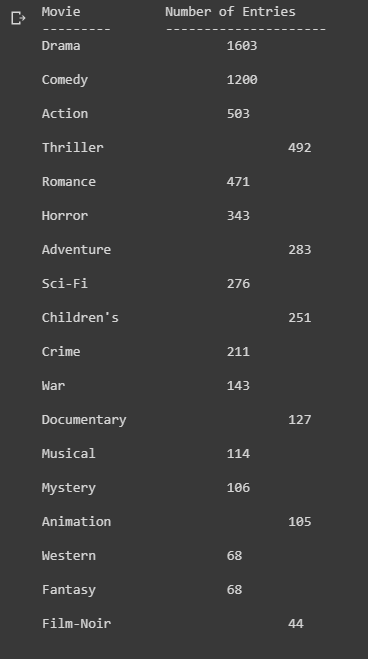 Movie Number of Entries
--------- ---------------------
Drama 1603
Comedy 1200
Action 503
Thriller 492
Romance 471
Horror 343
Adventure 283
Sci-Fi 276
Children's 251
Crime 211
War 143
Documentary 127
Musical 114
Mystery 106
Animation 105
Western 68
Fantasy 68
Film-Noir 44